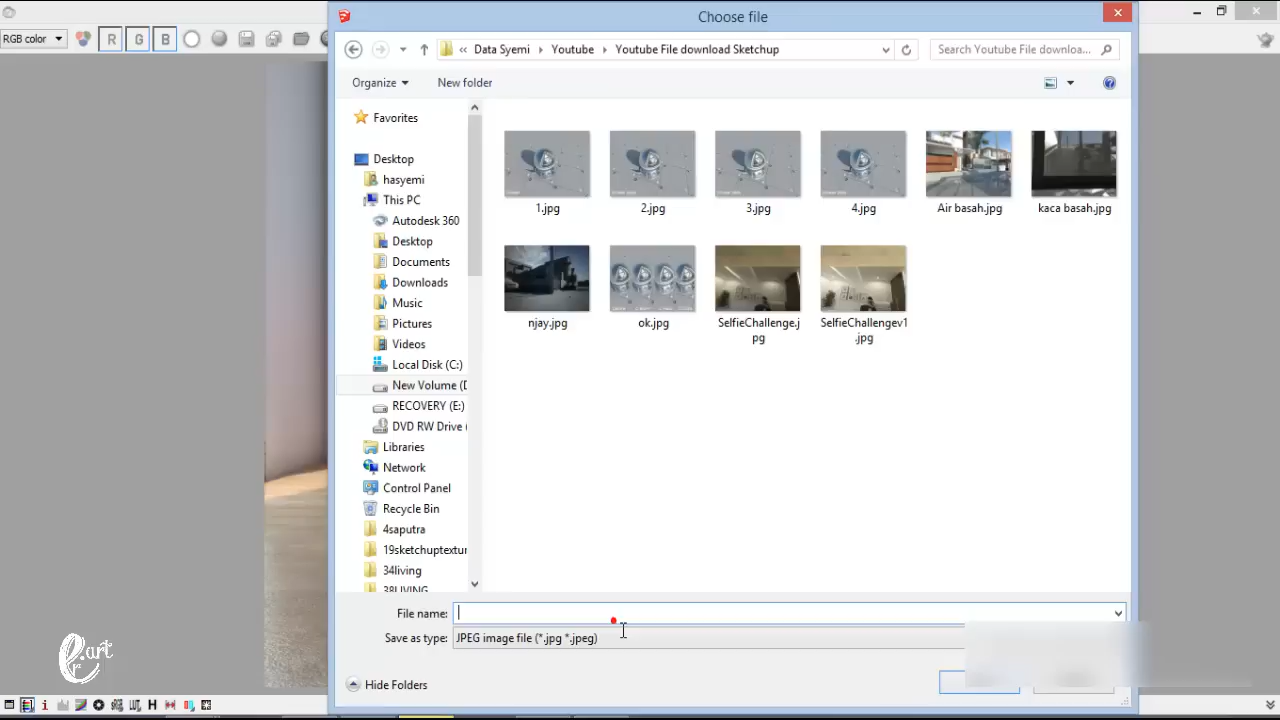 Choose file
RGB color
R
G
B
«
Data Syemi
Youtube
Youtube File download Sketchup
Search Youtube File downloa...
Organize
New folder
Favorites
Desktop
hasyemi
This PC
Autodesk 360
Desktop
Documents
Downloads
Music
Pictures
Videos
Local Disk (C:)
New Volume (D
RECOVERY (E:)
DVD RW Drive (
Libraries
Network
Control Panel
Recycle Bin
4saputra
19sketchuptextur
34living
38LIVING
1.jpg
2.jpg
3.jpg
4.jpg
Air basah.jpg
kaca basah.jpg
njay.jpg
ok.jpg
SelfieChallenge.j
pg
SelfieChallengev1
.jpg
File name:
Save as type:
JPEG image file (*.jpg *.jpeg)
Hide Folders
H